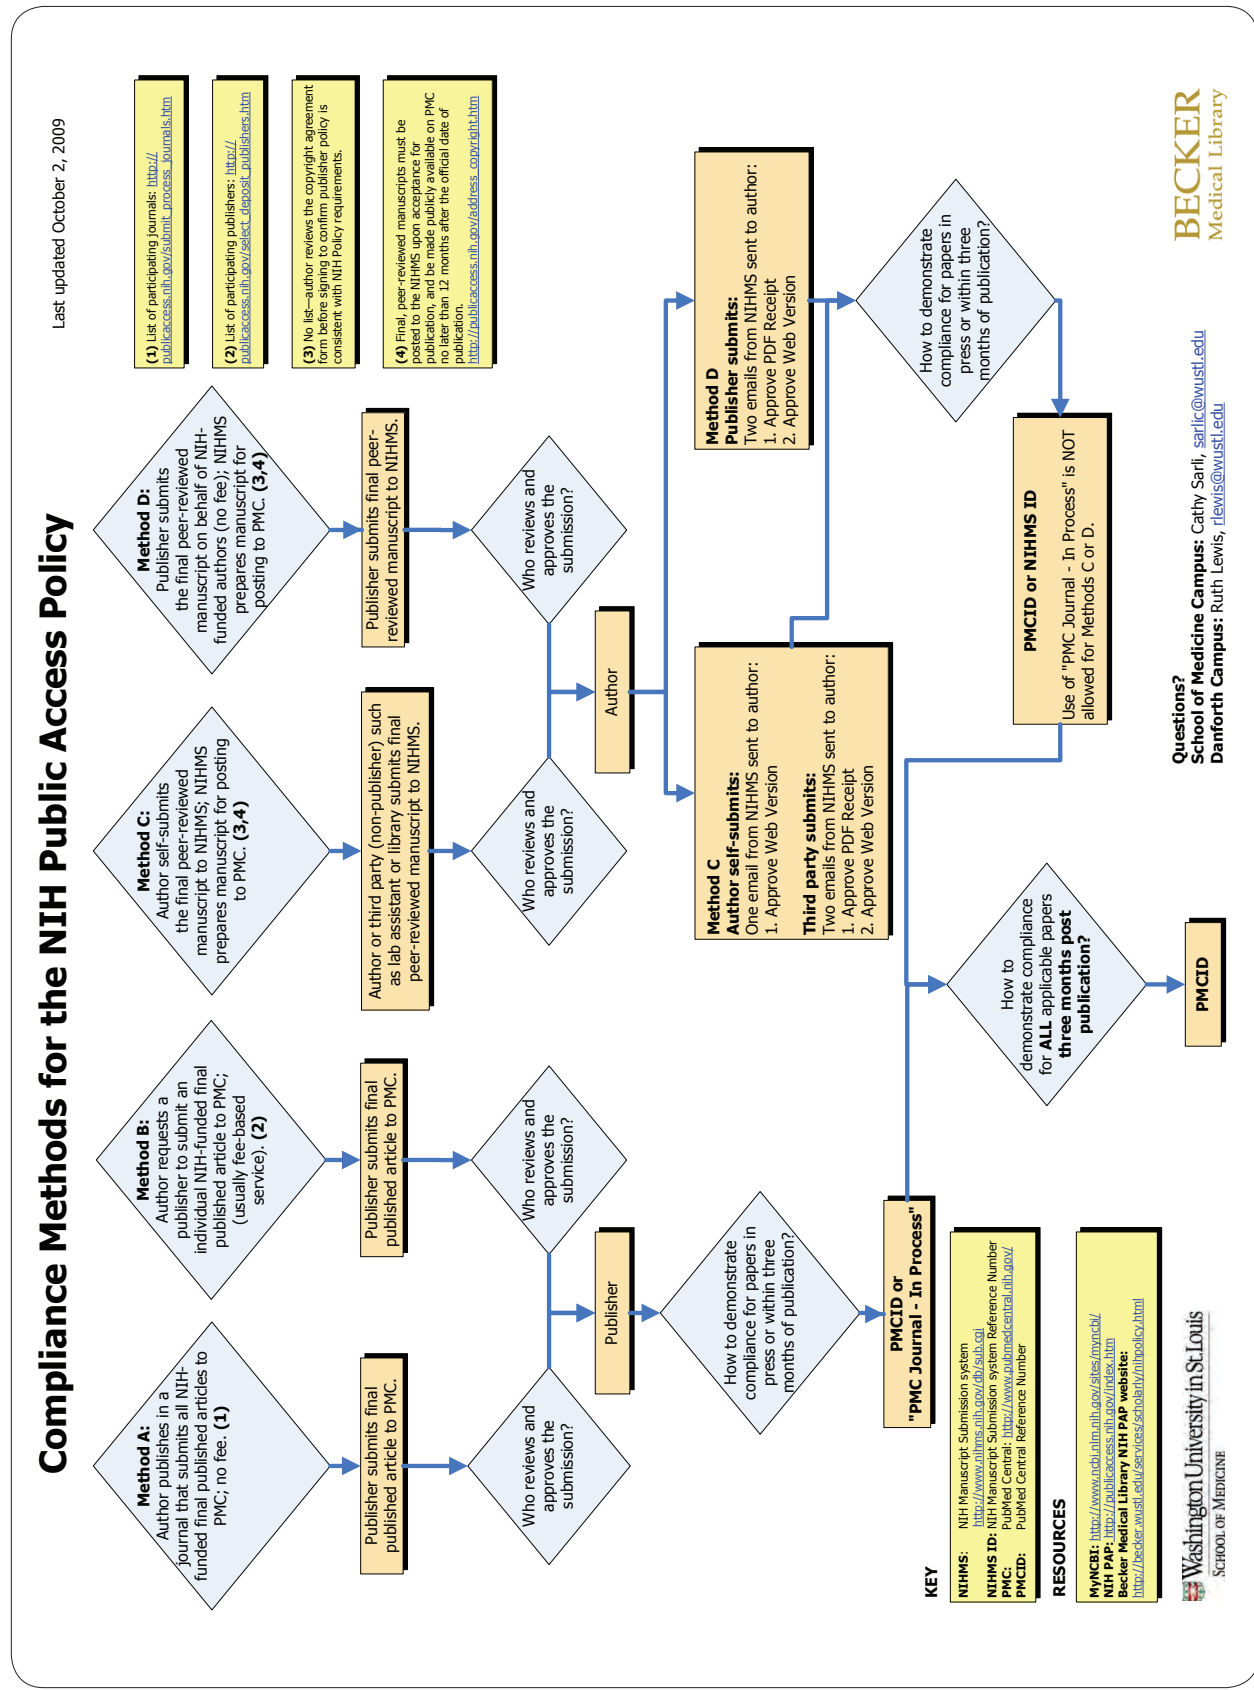 Compliance Methods for the NIH Public Access Policy
Last updated October 2, 2009
Method A:
Author publishes in a
journal that submits all NIH-
funded final published articles to
PMC; no fee. (1)
Method B:
Author requests a
publisher to submit an
individual NIH-funded final
published article to PMC;
(usually fee-based
service). (2)
Method C:
Author self-submits
the final peer-reviewed
manuscript to NIHMS; NIHMS
prepares manuscript for posting
to PMC. (3,4)
Method D:
Publisher submits
the final peer-reviewed
manuscript on behalf of NIH-
funded authors (no fee); NIHMS
prepares manuscript for
posting to PMC. (3,4)
(1) List of participating journals: http://
publicaccess.nih.gov/submit_process_journals.htm
(2) List of participating publishers: http://
publicaccess.nih.gov/select_deposit_publishers.htm
(3) No list—author reviews the copyright agreement
form before signing to confirm publisher policy is
consistent with NIH Policy requirements.
(4) Final, peer-reviewed manuscripts must be
posted to the NIHMS upon acceptance for
publication, and be made publicly available on PMC
no later than 12 months after the official date of
publication.
http://publicaccess.nih.gov/address_copyright.htm
Publisher submits final
published article to PMC.
Publisher submits final
published article to PMC.
Author or third party (non-publisher) such
as lab assistant or library submits final
peer-reviewed manuscript to NIHMS.
Publisher submits final peer-
reviewed manuscript to NIHMS.
Who reviews and
approves the
submission?
Who reviews and
approves the
submission?
Who reviews and
approves the
submission?
Who reviews and
approves the
submission?
Publisher
Author
How to demonstrate
compliance for papers in
press or within three
months of publication?
Method C
Author self-submits:
One email from NIHMS sent to author:
1. Approve Web Version
Third party submits:
Two emails from NIHMS sent to author:
1. Approve PDF Receipt
2. Approve Web Version
Method D
Publisher submits:
Two emails from NIHMS sent to author:
1. Approve PDF Receipt
2. Approve Web Version
How to demonstrate
compliance for papers in
press or within three
months of publication?
PMCID or
"PMC Journal - In Process"
PMCID or NIHMS ID
Use of "PMC Journal - In Process" is NOT
allowed for Methods C or D.
How to
demonstrate compliance
for ALL applicable papers
three months post
publication?
PMCID
KEY
NIHMS: NIH Manuscript Submission system
http://www.nihms.nih.gov/db/sub.cgi
NIHMS ID: NIH Manuscript Submission system Reference Number
PMC: PubMed Central: http://www.pubmedcentral.nih.gov/
PMCID: PubMed Central Reference Number
RESOURCES
MyNCBI: http://www.ncbi.nlm.nih.gov/sites/myncbi/
NIH PAP: http://publicaccess.nih.gov/index.htm
Becker Medical Library NIH PAP website:
http://becker.wustl.edu/services/scholarly/nihpolicy.html
Washington University in St. Louis
SCHOOL OF MEDICINE
Questions?
School of Medicine Campus: Cathy Sarli, sarlic@wustl.edu
Danforth Campus: Ruth Lewis, rlewis@wustl.edu
BECKER
Medical Library